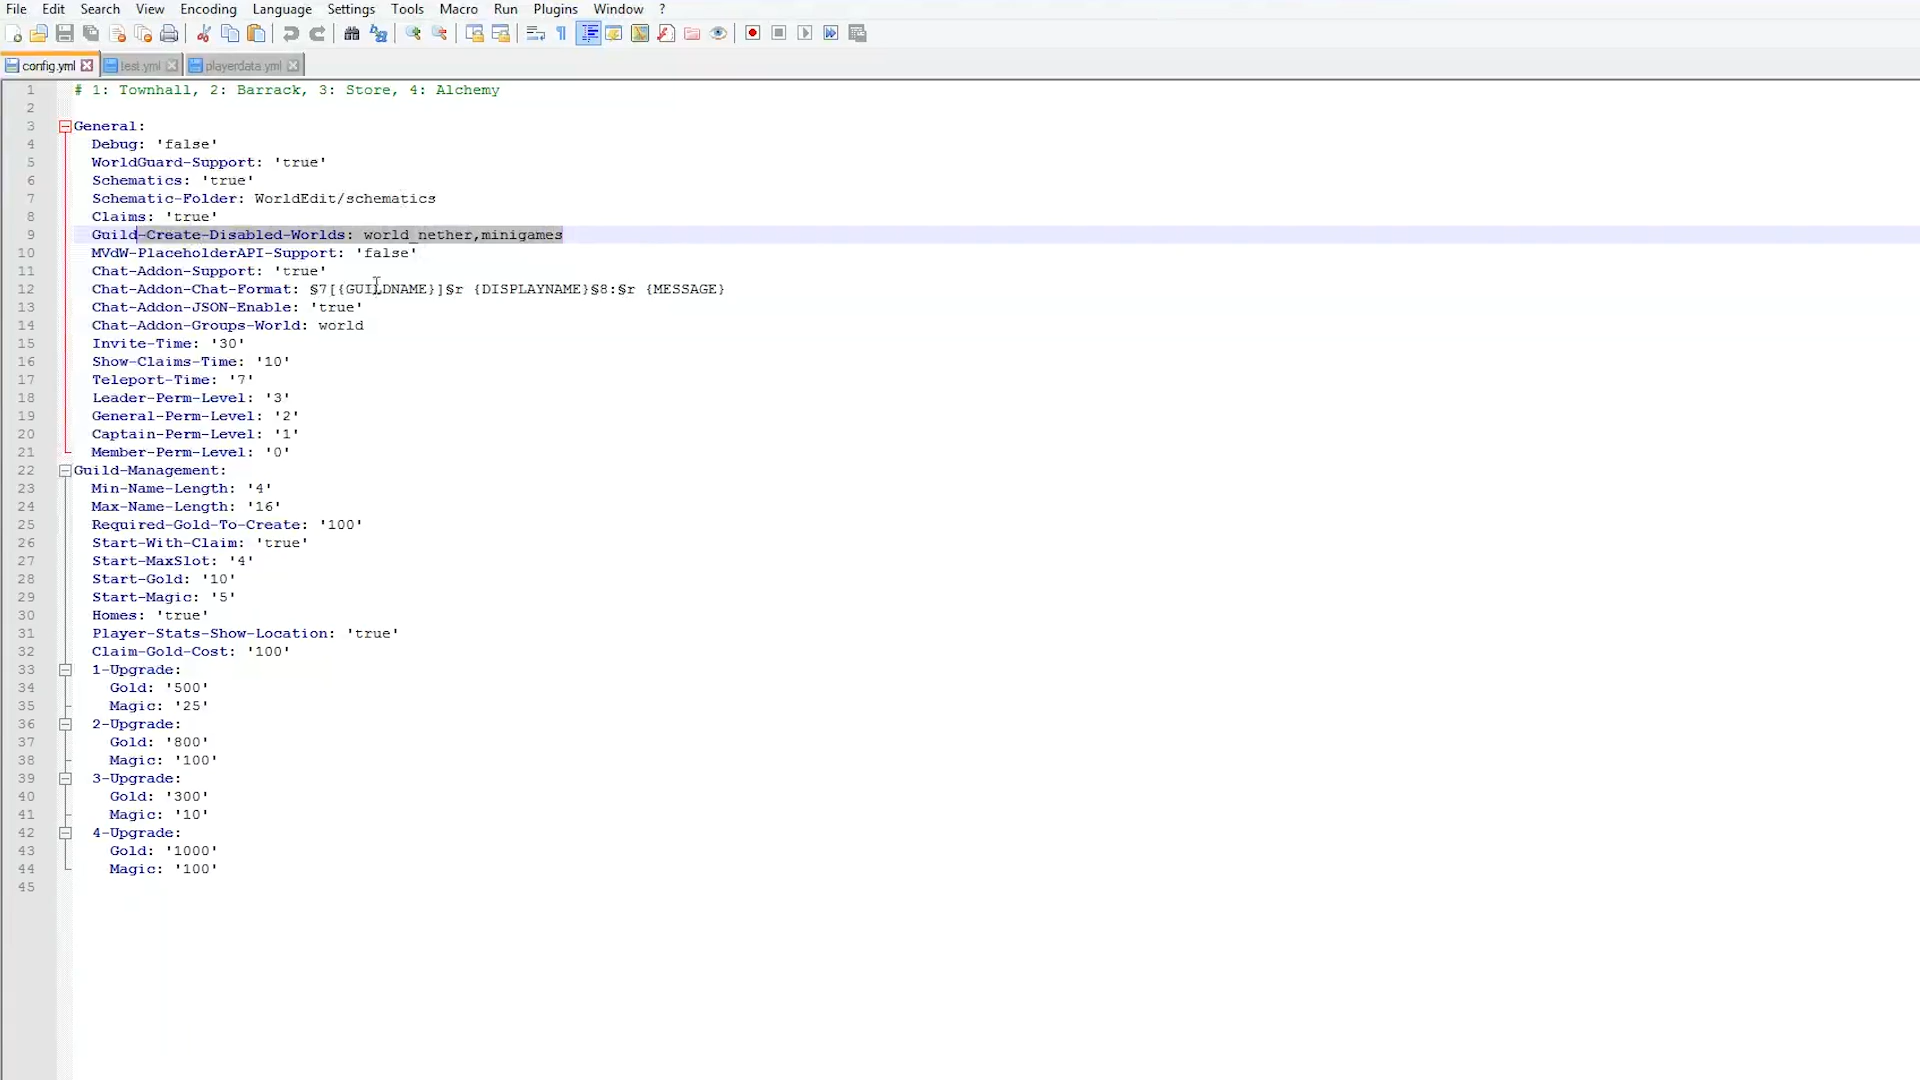 File Edit Search View Encoding Language Settings Tools Macro Run Plugins Window ?
config.yml test.yml playerdata.yml
1 # 1: Townhall, 2: Barrack, 3: Store, 4: Alchemy
2
3 General:
4 Debug: 'false'
5 WorldGuard-Support: 'true'
6 Schematics: 'true'
7 Schematic-Folder: WorldEdit/schematics
8 Claims: 'true'
9 Guild-Create-Disabled-Worlds: world_nether,minigames
10 MVdW-PlaceholderAPI-Support: 'false'
11 Chat-Addon-Support: 'true'
12 Chat-Addon-Chat-Format: §7[{GUILDNAME}]§r {DISPLAYNAME}§8:§r {MESSAGE}
13 Chat-Addon-JSON-Enable: 'true'
14 Chat-Addon-Groups-World: world
15 Invite-Time: '30'
16 Show-Claims-Time: '10'
17 Teleport-Time: '7'
18 Leader-Perm-Level: '3'
19 General-Perm-Level: '2'
20 Captain-Perm-Level: '1'
21 Member-Perm-Level: '0'
22 Guild-Management:
23 Min-Name-Length: '4'
24 Max-Name-Length: '16'
25 Required-Gold-To-Create: '100'
26 Start-With-Claim: 'true'
27 Start-MaxSlot: '4'
28 Start-Gold: '10'
29 Start-Magic: '5'
30 Homes: 'true'
31 Player-Stats-Show-Location: 'true'
32 Claim-Gold-Cost: '100'
33 1-Upgrade:
34 Gold: '500'
35 Magic: '25'
36 2-Upgrade:
37 Gold: '800'
38 Magic: '100'
39 3-Upgrade:
40 Gold: '300'
41 Magic: '10'
42 4-Upgrade:
43 Gold: '1000'
44 Magic: '100'
45